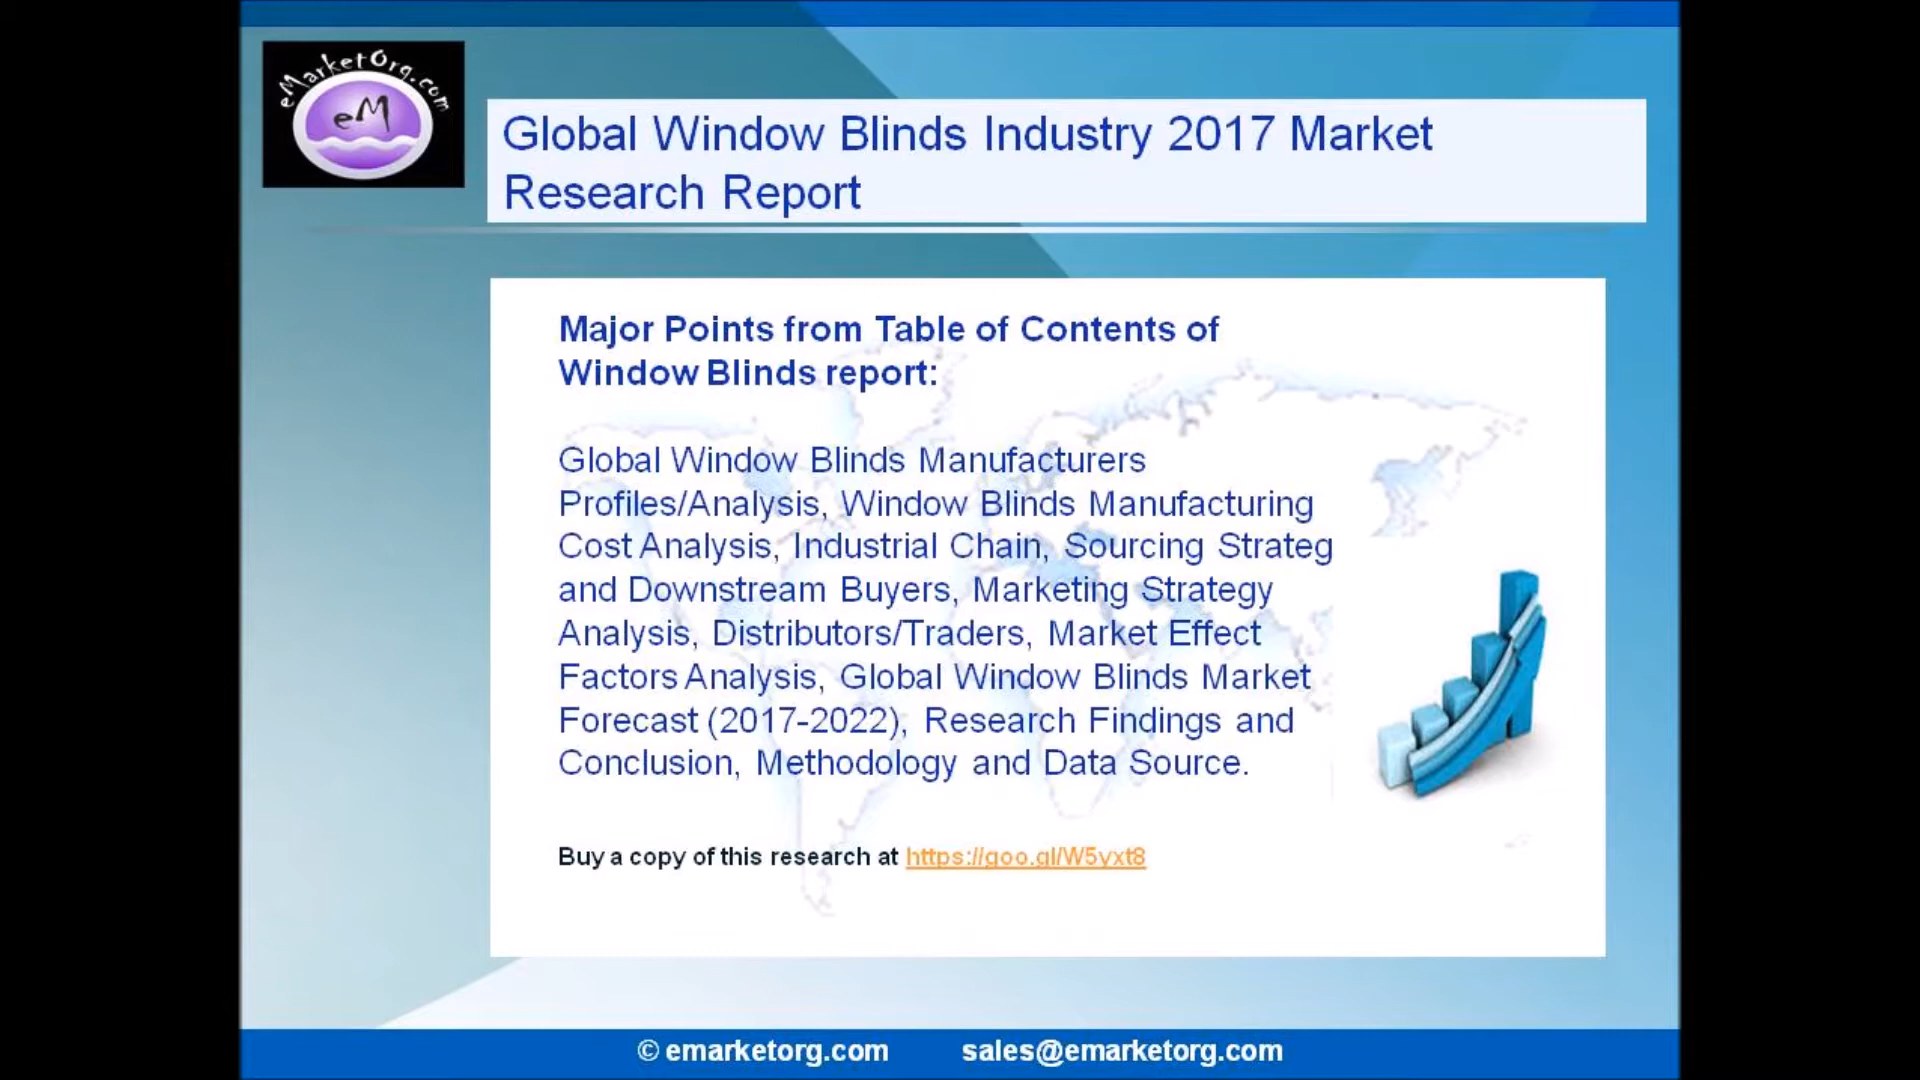 eMarketOrg.com
eM
Global Window Blinds Industry 2017 Market
Research Report
Major Points from Table of Contents of
Window Blinds report:
Global Window Blinds Manufacturers
Profiles/Analysis, Window Blinds Manufacturing
Cost Analysis, Industrial Chain, Sourcing Strateg
and Downstream Buyers, Marketing Strategy
Analysis, Distributors/Traders, Market Effect
Factors Analysis, Global Window Blinds Market
Forecast (2017-2022), Research Findings and
Conclusion, Methodology and Data Source.
Buy a copy of this research at https://goo.gl/W5yxt8
© emarketorg.com sales@emarketorg.com